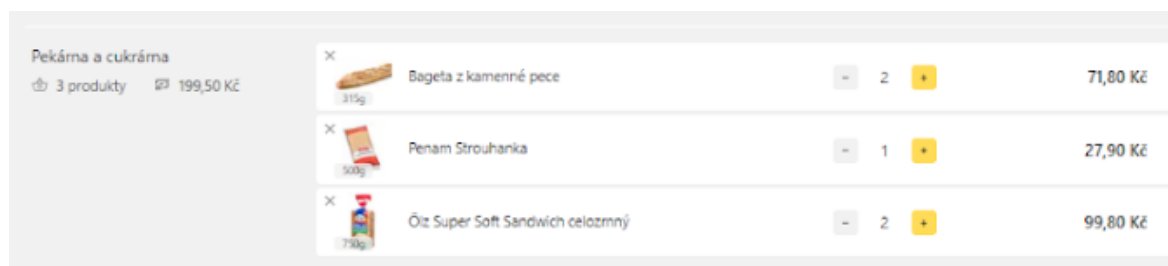 Pekárna a cukrárna
3 produkty 199,50 Kč
Bageta z kamenné pece - 2 + 71,80 Kč
315g
Penam Strouhanka - 1 + 27,90 Kč
500g
Ölz Super Soft Sandwich celozrnný - 2 + 99,80 Kč
750g